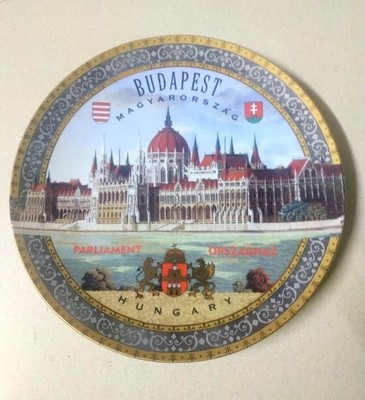 BUDAPEST
MAGYARORSZÁG
PARLIAMENT ORSZÁGHÁZ
HUNGARY